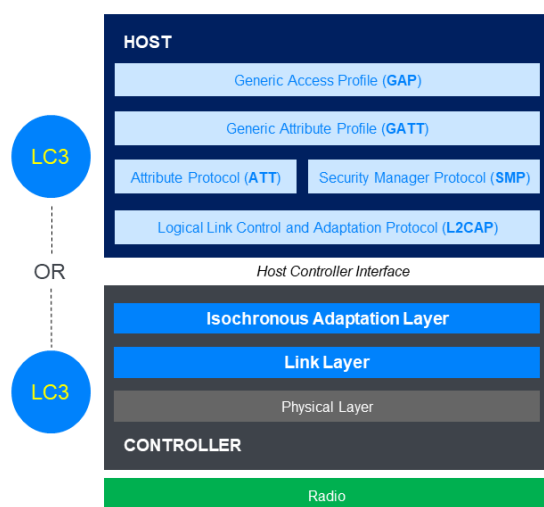 HOST
Generic Access Profile (GAP)
Generic Attribute Profile (GATT)
LC3
Attribute Protocol (ATT)
Security Manager Protocol (SMP)
Logical Link Control and Adaptation Protocol (L2CAP)
OR
Host Controller Interface
Isochronous Adaptation Layer
Link Layer
LC3
Physical Layer
CONTROLLER
Radio